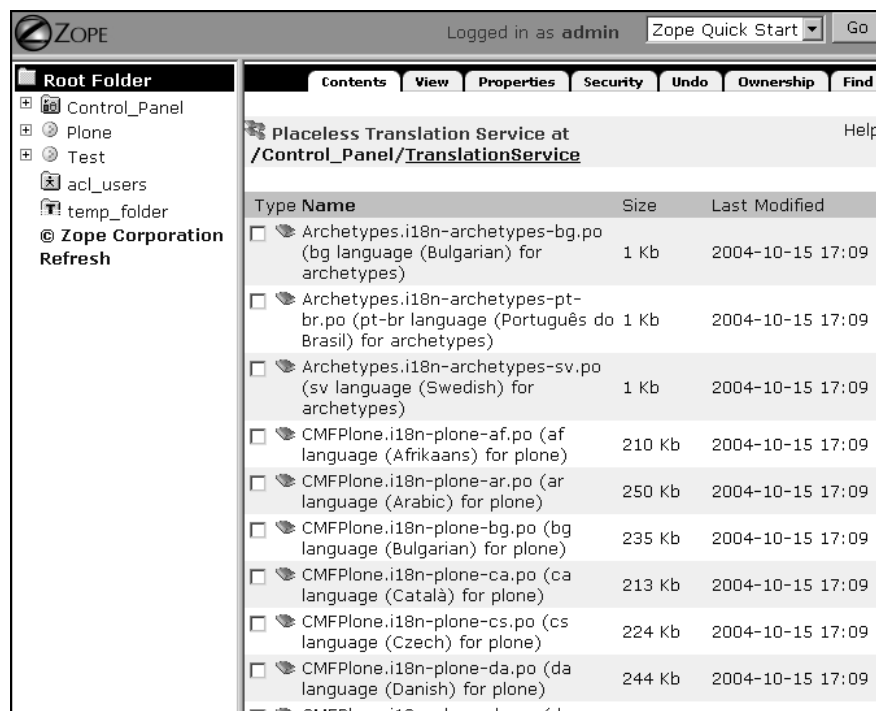 ZOPE
Logged in as admin
Zope Quick Start
Go
Root Folder
Control_Panel
Plone
Test
acl_users
temp_folder
© Zope Corporation
Refresh
Contents View Properties Security Undo Ownership Find
Placeless Translation Service at
/Control_Panel/TranslationService
Help
Type Name Size Last Modified
Archetypes.i18n-archetypes-bg.po
(bg language (Bulgarian) for
archetypes)
1 Kb 2004-10-15 17:09
Archetypes.i18n-archetypes-pt-
br.po (pt-br language (Português do
Brasil) for archetypes)
1 Kb 2004-10-15 17:09
Archetypes.i18n-archetypes-sv.po
(sv language (Swedish) for
archetypes)
1 Kb 2004-10-15 17:09
CMFPlone.i18n-plone-af.po (af
language (Afrikaans) for plone)
210 Kb 2004-10-15 17:09
CMFPlone.i18n-plone-ar.po (ar
language (Arabic) for plone)
250 Kb 2004-10-15 17:09
CMFPlone.i18n-plone-bg.po (bg
language (Bulgarian) for plone)
235 Kb 2004-10-15 17:09
CMFPlone.i18n-plone-ca.po (ca
language (Català) for plone)
213 Kb 2004-10-15 17:09
CMFPlone.i18n-plone-cs.po (cs
language (Czech) for plone)
224 Kb 2004-10-15 17:09
CMFPlone.i18n-plone-da.po (da
language (Danish) for plone)
244 Kb 2004-10-15 17:09